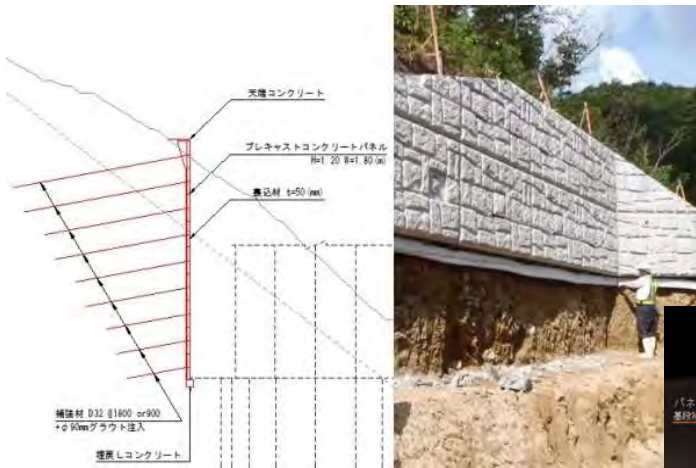 天端コンクリート
プレキャストコンクリートパネル
H=1.20 W=1.80(m)
裏込材 t=50(mm)
補強材 D32 @1800 or900
+φ90mmグラウト注入
埋戻しコンクリート
パネ
基段